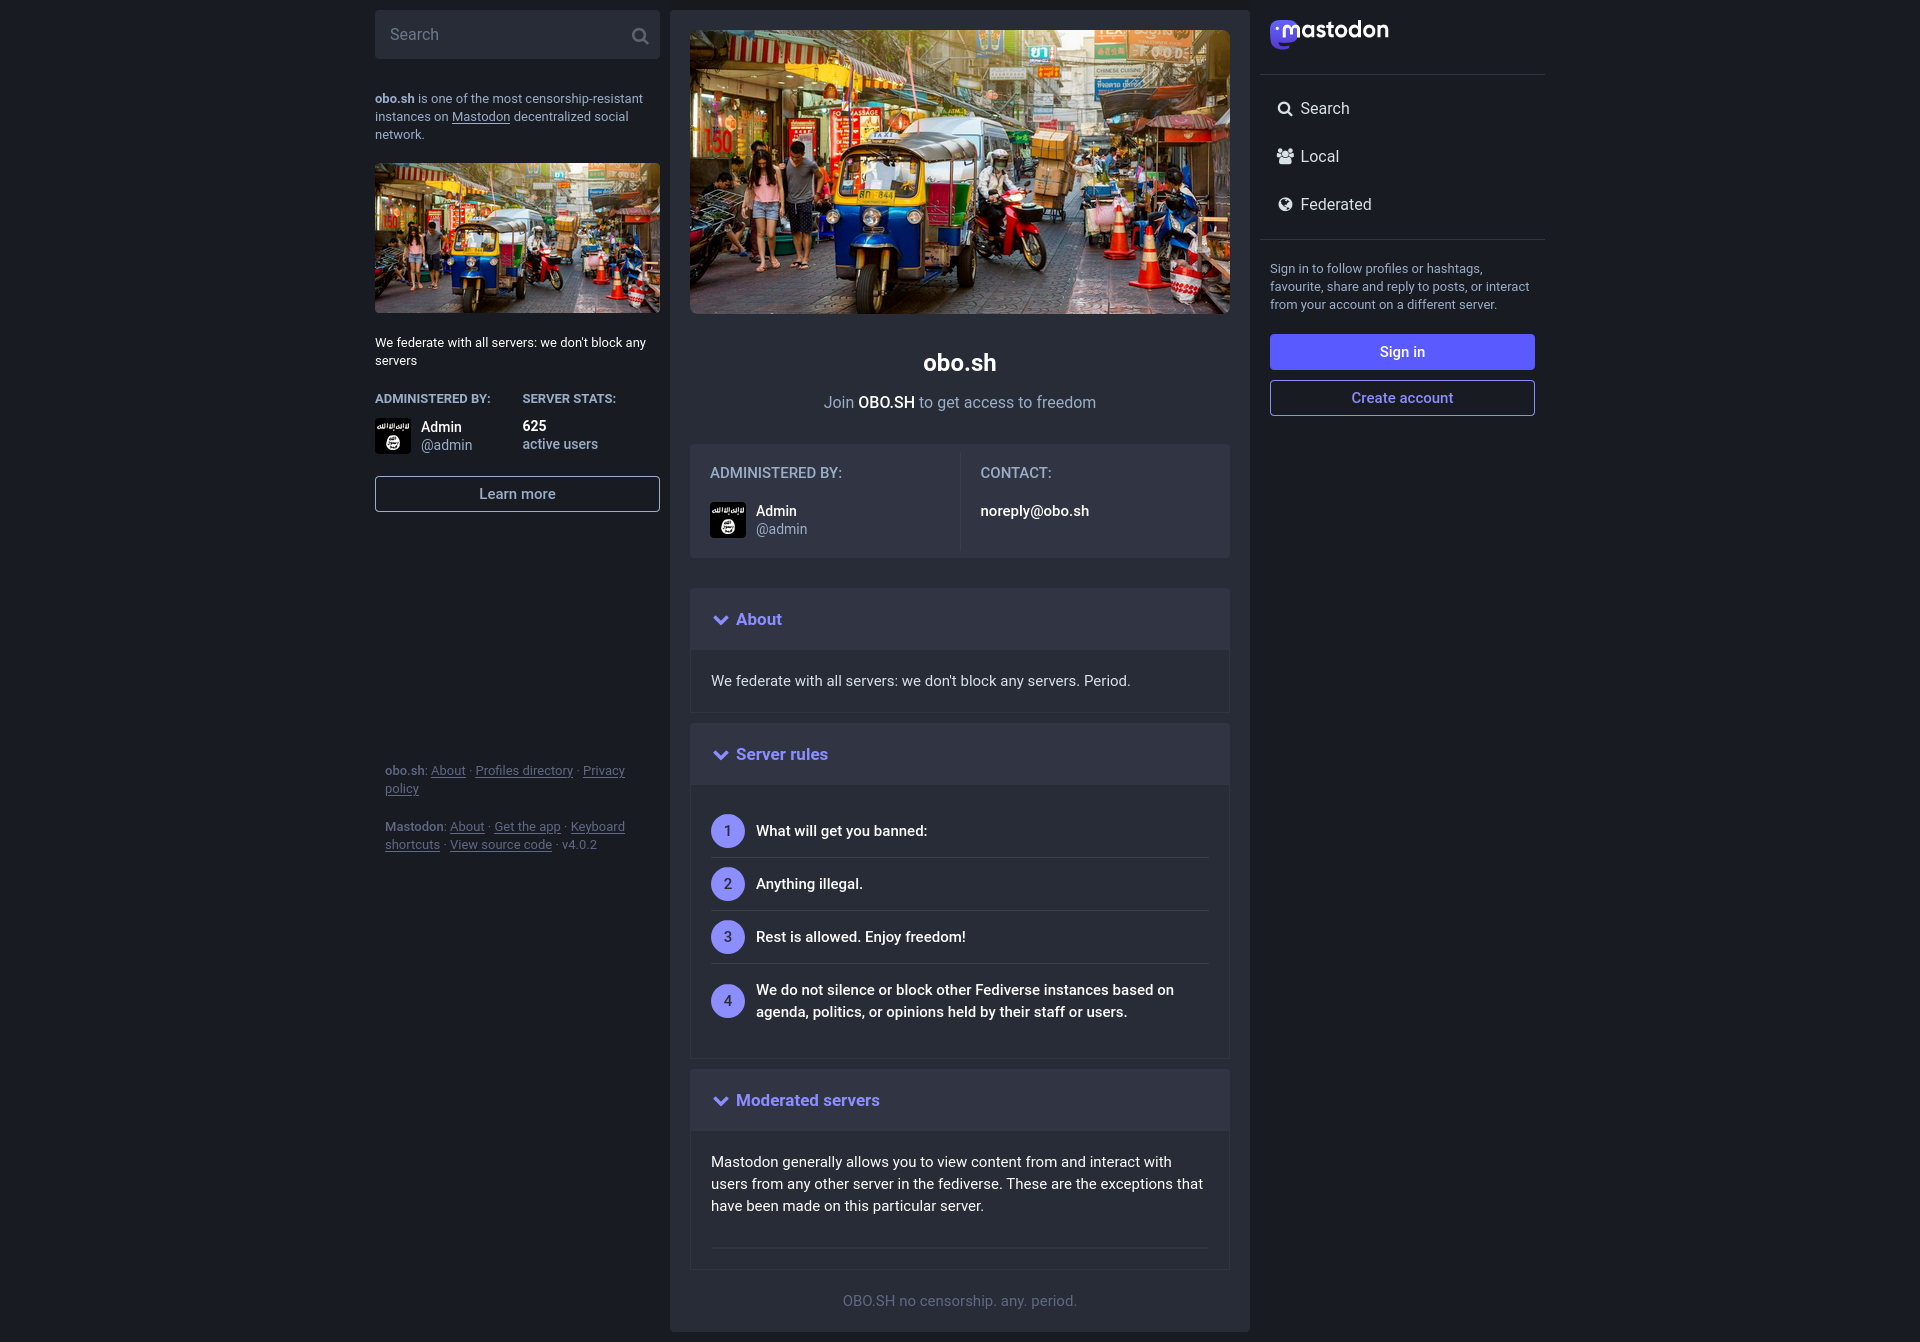 Search
obo.sh is one of the most censorship-resistant
instances on Mastodon decentralized social
network.
We federate with all servers: we don't block any
servers
ADMINISTERED BY:
Admin
@admin
SERVER STATS:
625
active users
Learn more
obo.sh: About · Profiles directory · Privacy
policy
Mastodon: About · Get the app · Keyboard
shortcuts · View source code · v4.0.2
TAXI
CHINESE CUISINE
150
obo.sh
Join OBO.SH to get access to freedom
ADMINISTERED BY:
Admin
@admin
CONTACT:
noreply@obo.sh
About
We federate with all servers: we don't block any servers. Period.
Server rules
1 What will get you banned:
2 Anything illegal.
3 Rest is allowed. Enjoy freedom!
4 We do not silence or block other Fediverse instances based on
agenda, politics, or opinions held by their staff or users.
Moderated servers
Mastodon generally allows you to view content from and interact with
users from any other server in the fediverse. These are the exceptions that
have been made on this particular server.
OBO.SH no censorship. any. period.
mastodon
Search
Local
Federated
Sign in to follow profiles or hashtags,
favourite, share and reply to posts, or interact
from your account on a different server.
Sign in
Create account